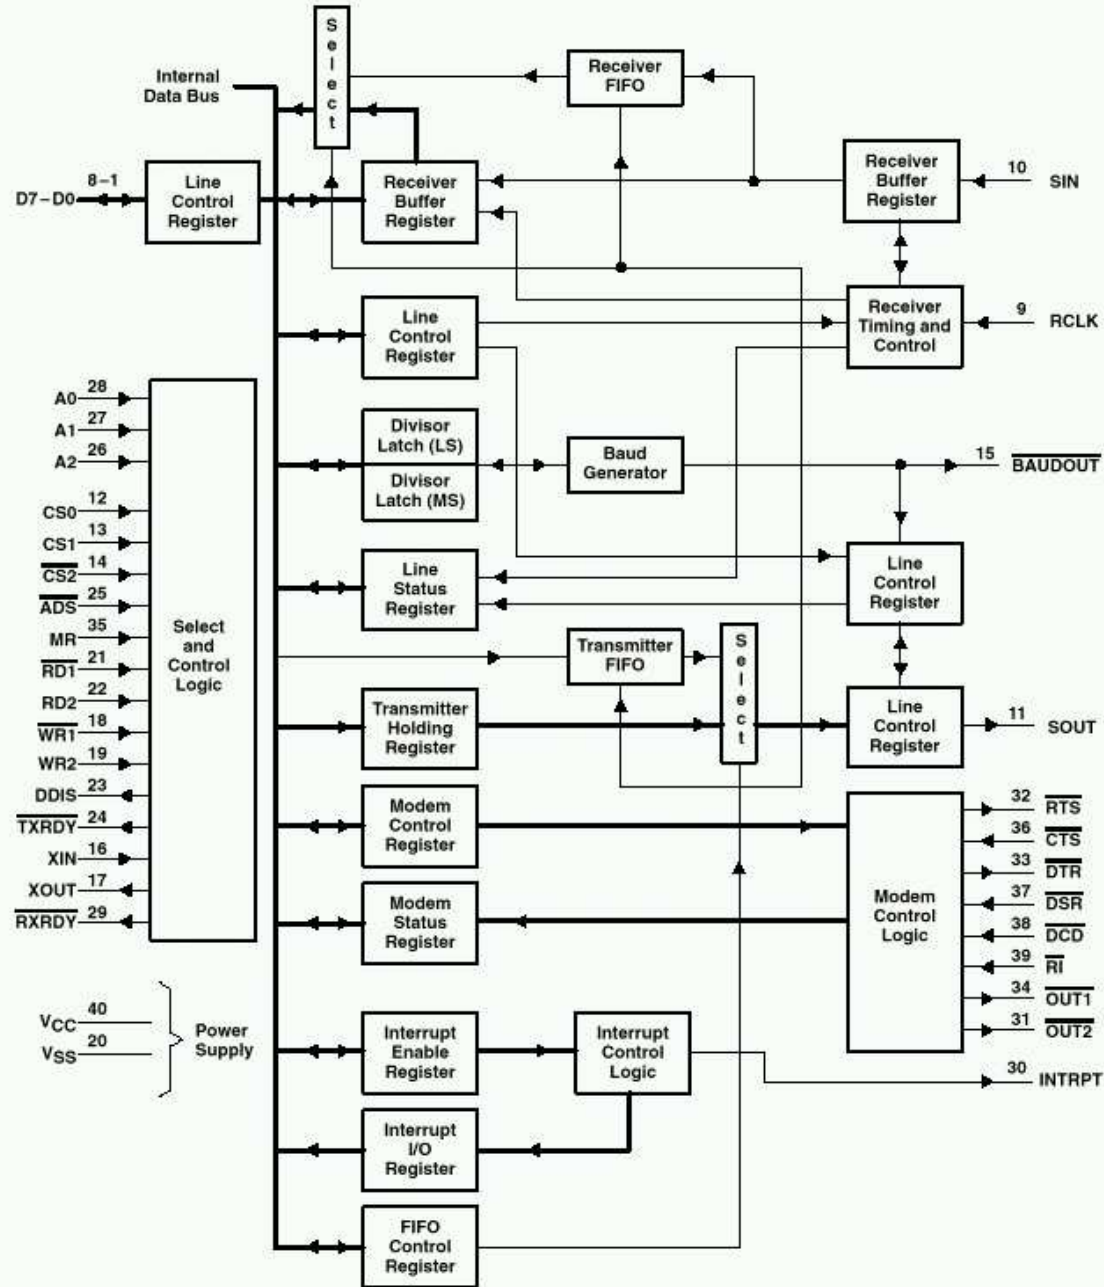 S
e
l
e
c
t
Internal
Data Bus
Receiver
FIFO
8–1
D7–D0
Line
Control
Register
Receiver
Buffer
Register
Receiver
Buffer
Register
10
SIN
Line
Control
Register
Receiver
Timing and
Control
9
RCLK
A0
28
A1
27
A2
26
CS0
12
CS1
13
CS2
14
ADS
25
MR
35
RD1
21
RD2
22
WR1
18
WR2
19
DDIS
23
TXRDY
24
XIN
16
XOUT
17
RXRDY
29
Select
and
Control
Logic
Divisor
Latch (LS)
Divisor
Latch (MS)
Baud
Generator
15
BAUDOUT
Line
Status
Register
Line
Control
Register
Transmitter
FIFO
S
e
l
e
c
t
Transmitter
Holding
Register
Line
Control
Register
11
SOUT
Modem
Control
Register
Modem
Status
Register
Modem
Control
Logic
32
RTS
36
CTS
33
DTR
37
DSR
38
DCD
39
RI
34
OUT1
31
OUT2
VCC
40
VSS
20
Power
Supply
Interrupt
Enable
Register
Interrupt
Control
Logic
30
INTRPT
Interrupt
I/O
Register
FIFO
Control
Register